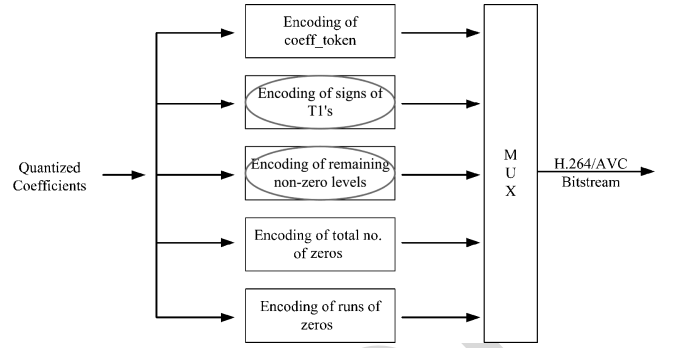 Encoding of
coeff_token
Encoding of signs of
T1's
Quantized
Coefficients
Encoding of remaining
non-zero levels
M
U
X
H.264/AVC
Bitstream
Encoding of total no.
of zeros
Encoding of runs of
zeros